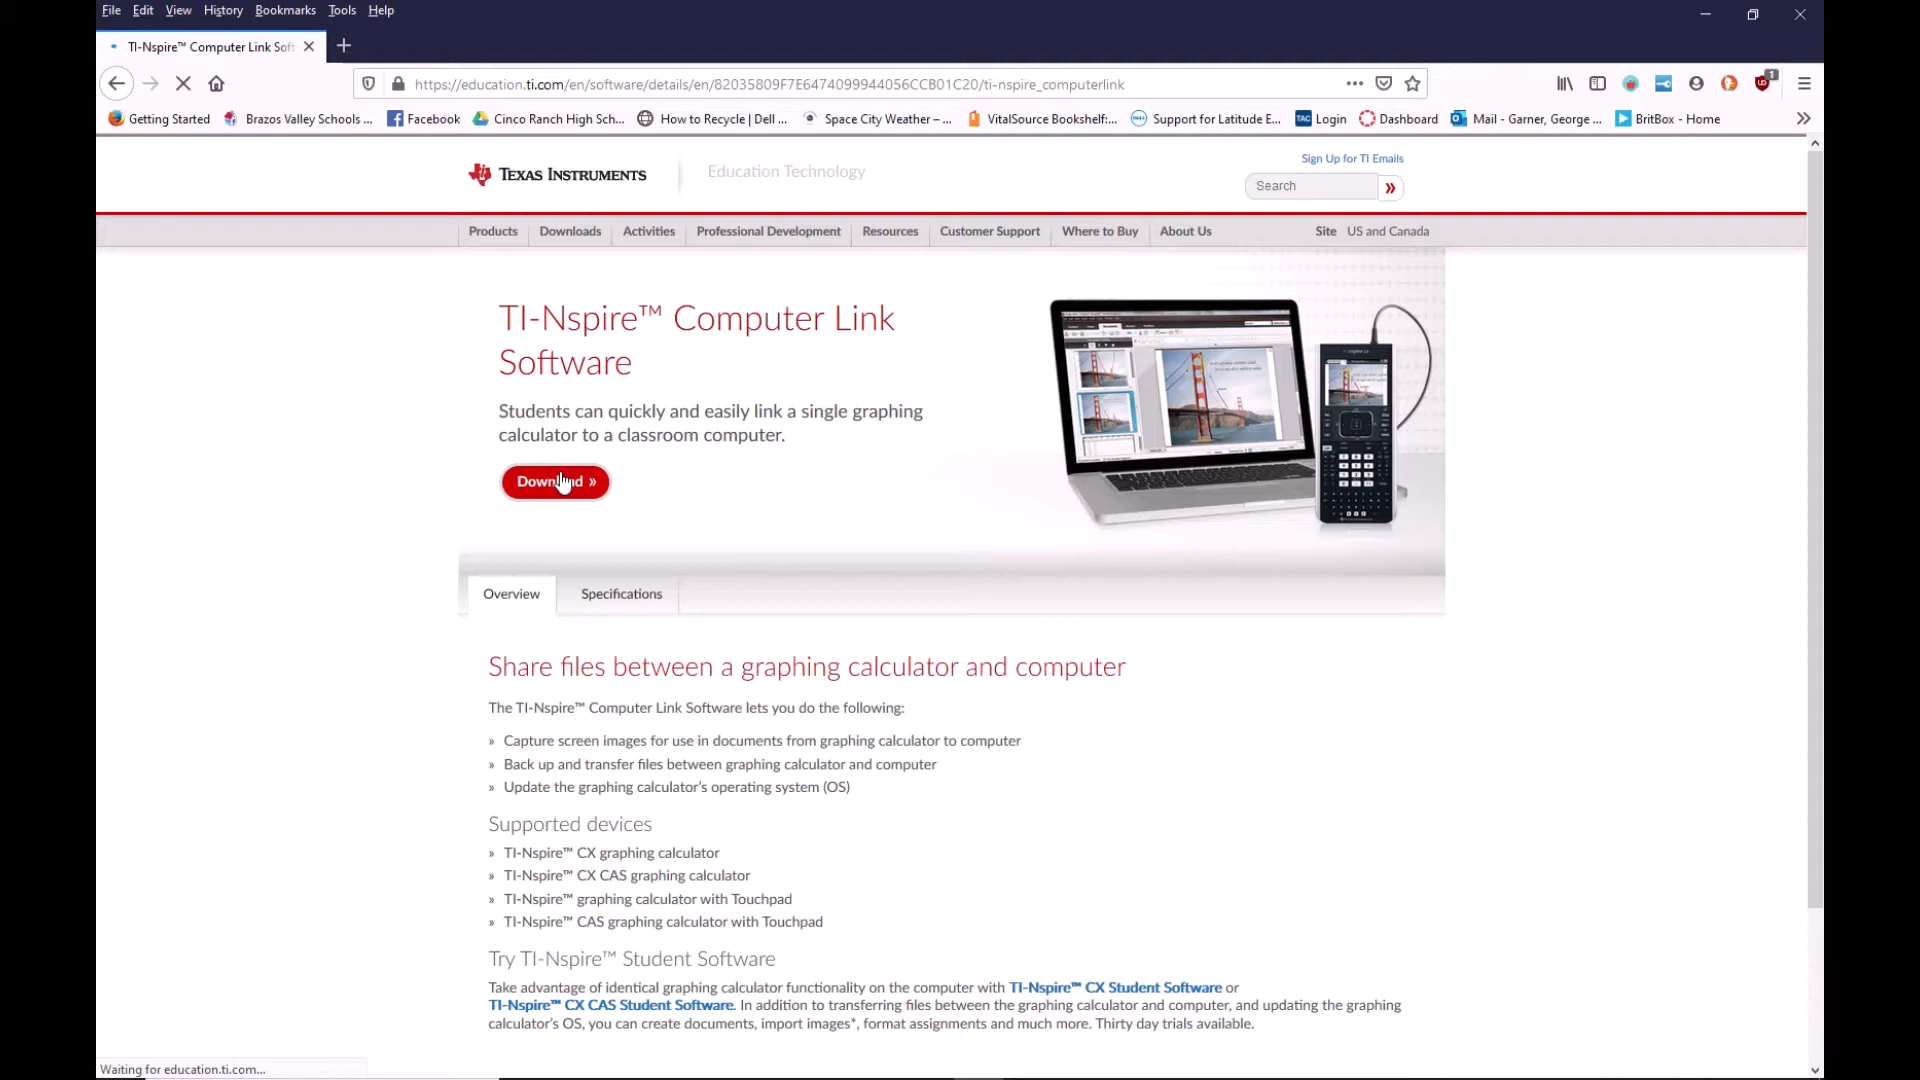 File Edit View History Bookmarks Tools Help
TI-Nspire™ Computer Link Soft
https://education.ti.com/en/software/details/en/82035809F7E6474099944056CCB01C20/ti-nspire_computerlink
1
Getting Started Brazos Valley Schools ... Facebook Cinco Ranch High Sch... How to Recycle | Dell ... Space City Weather – ... VitalSource Bookshelf:... Support for Latitude E... TAC Login Dashboard Mail - Garner, George ... BritBox - Home
Sign Up for TI Emails
TEXAS INSTRUMENTS Education Technology
Search »
Products Downloads Activities Professional Development Resources Customer Support Where to Buy About Us Site US and Canada
TI-Nspire™ Computer Link
Software
Students can quickly and easily link a single graphing
calculator to a classroom computer.
Download »
Overview Specifications
Share files between a graphing calculator and computer
The TI-Nspire™ Computer Link Software lets you do the following:
» Capture screen images for use in documents from graphing calculator to computer
» Back up and transfer files between graphing calculator and computer
» Update the graphing calculator's operating system (OS)
Supported devices
» TI-Nspire™ CX graphing calculator
» TI-Nspire™ CX CAS graphing calculator
» TI-Nspire™ graphing calculator with Touchpad
» TI-Nspire™ CAS graphing calculator with Touchpad
Try TI-Nspire™ Student Software
Take advantage of identical graphing calculator functionality on the computer with TI-Nspire™ CX Student Software or
TI-Nspire™ CX CAS Student Software. In addition to transferring files between the graphing calculator and computer, and updating the graphing
calculator's OS, you can create documents, import images*, format assignments and much more. Thirty day trials available.
Waiting for education.ti.com...